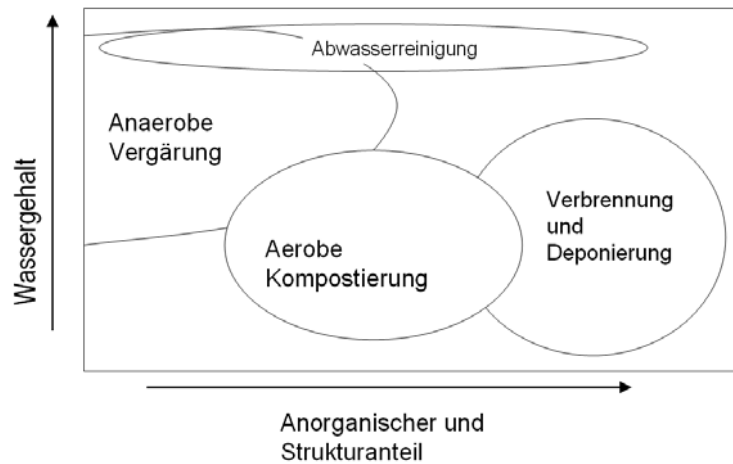 Wassergehalt
Abwasserreinigung
Anaerobe
Vergärung
Aerobe
Kompostierung
Verbrennung
und
Deponierung
Anorganischer und
Strukturanteil